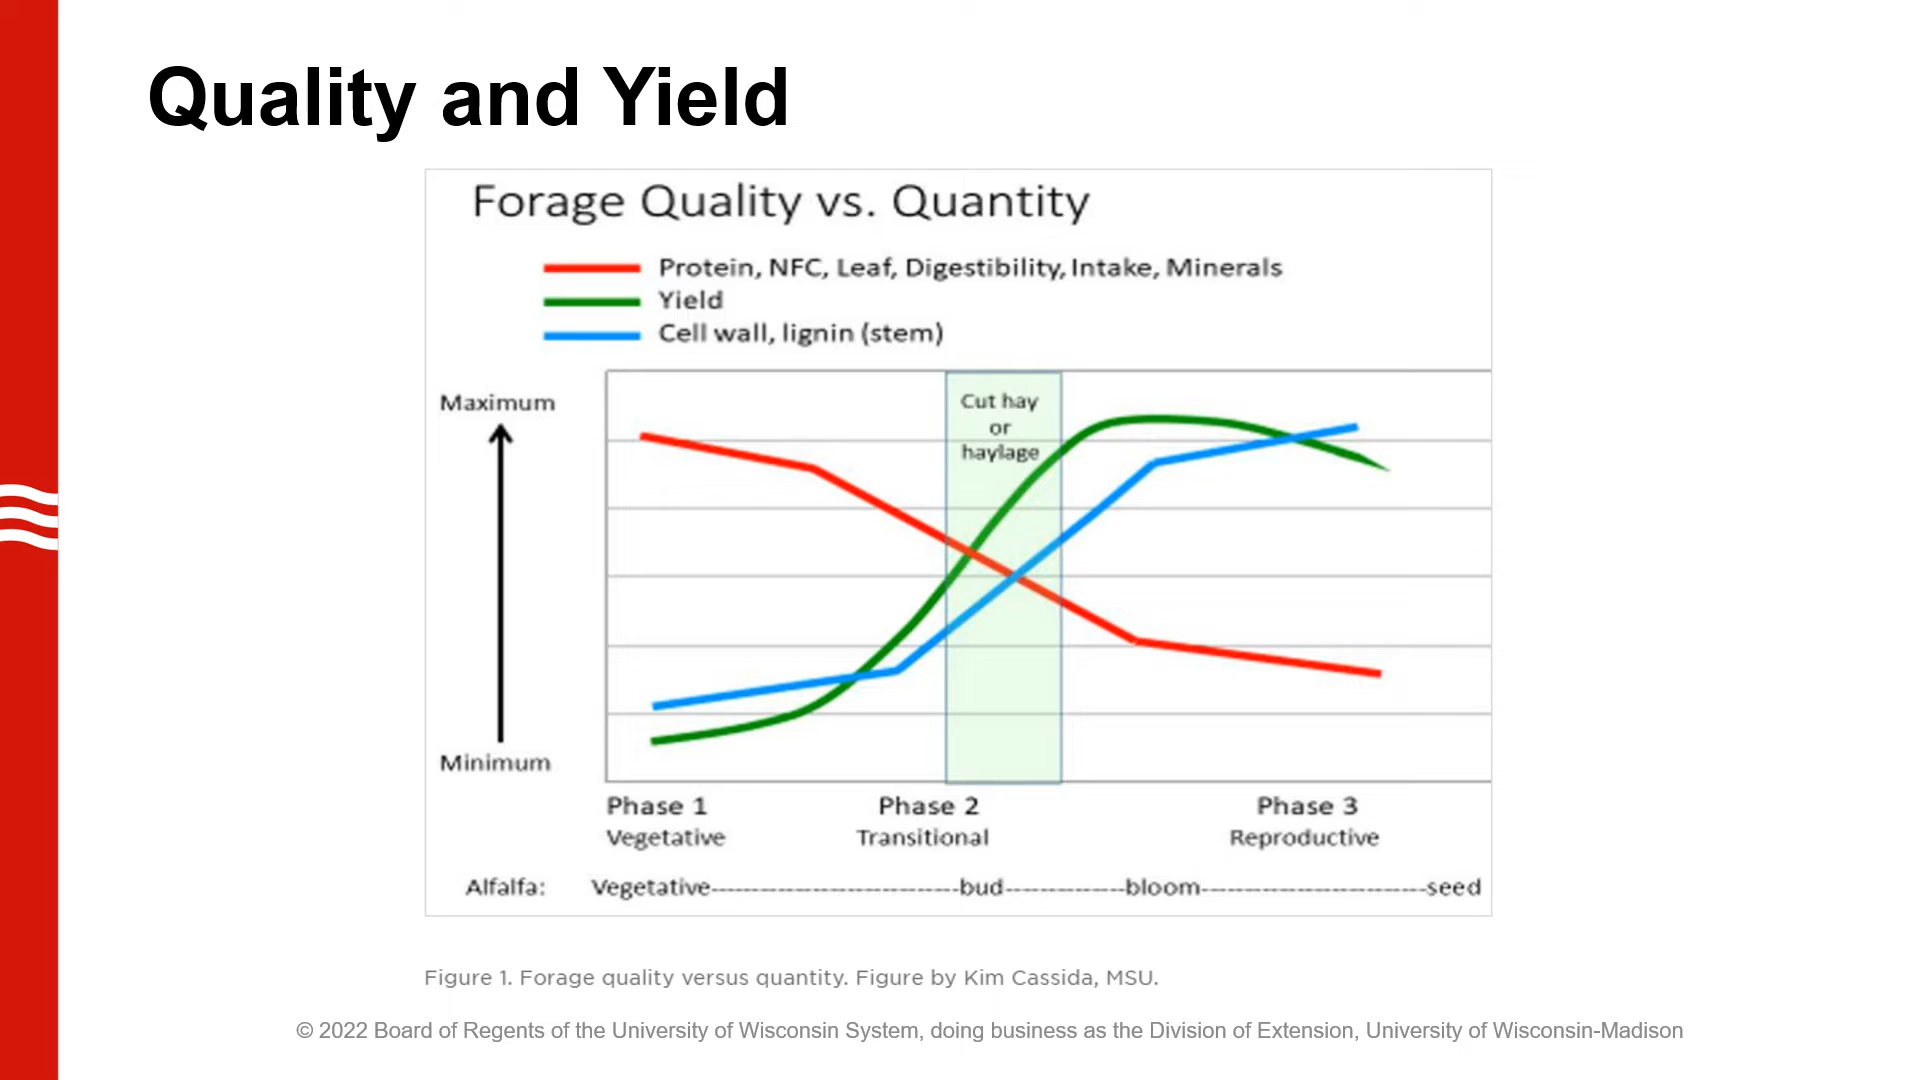 Quality and Yield
Forage Quality vs. Quantity
Protein, NFC, Leaf, Digestibility, Intake, Minerals
Yield
Cell wall, lignin (stem)
Maximum
Cut hay
or
haylage
Minimum
Phase 1 Phase 2 Phase 3
Vegetative Transitional Reproductive
Alfalfa: Vegetative----------------------------bud--------------bloom--------------------------seed
Figure 1. Forage quality versus quantity. Figure by Kim Cassida, MSU.
© 2022 Board of Regents of the University of Wisconsin System, doing business as the Division of Extension, University of Wisconsin-Madison